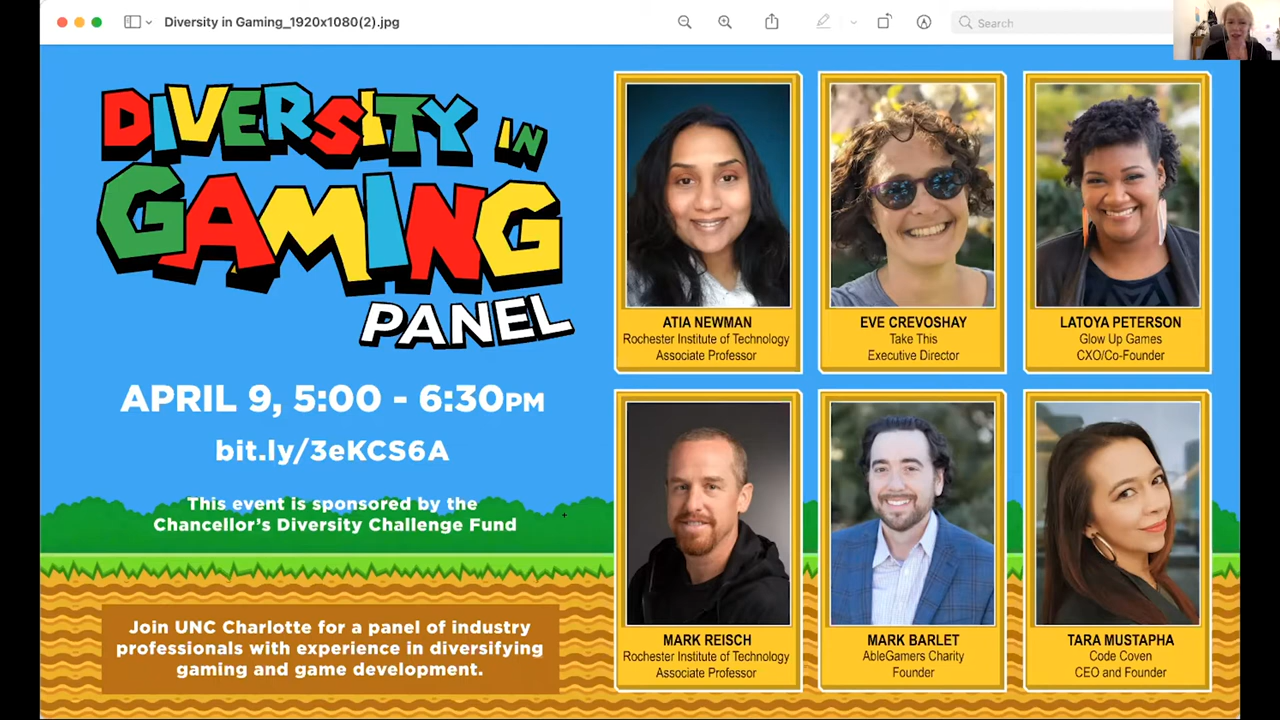 Diversity in Gaming_1920x1080(2).jpg
Search
DIVERSITY IN
GAMING
PANEL
APRIL 9, 5:00 - 6:30PM
bit.ly/3eKCS6A
This event is sponsored by the
Chancellor's Diversity Challenge Fund
Join UNC Charlotte for a panel of industry
professionals with experience in diversifying
gaming and game development.
ATIA NEWMAN
Rochester Institute of Technology
Associate Professor
EVE CREVOSHAY
Take This
Executive Director
LATOYA PETERSON
Glow Up Games
CXO/Co-Founder
MARK REISCH
Rochester Institute of Technology
Associate Professor
MARK BARLET
AbleGamers Charity
Founder
TARA MUSTAPHA
Code Coven
CEO and Founder